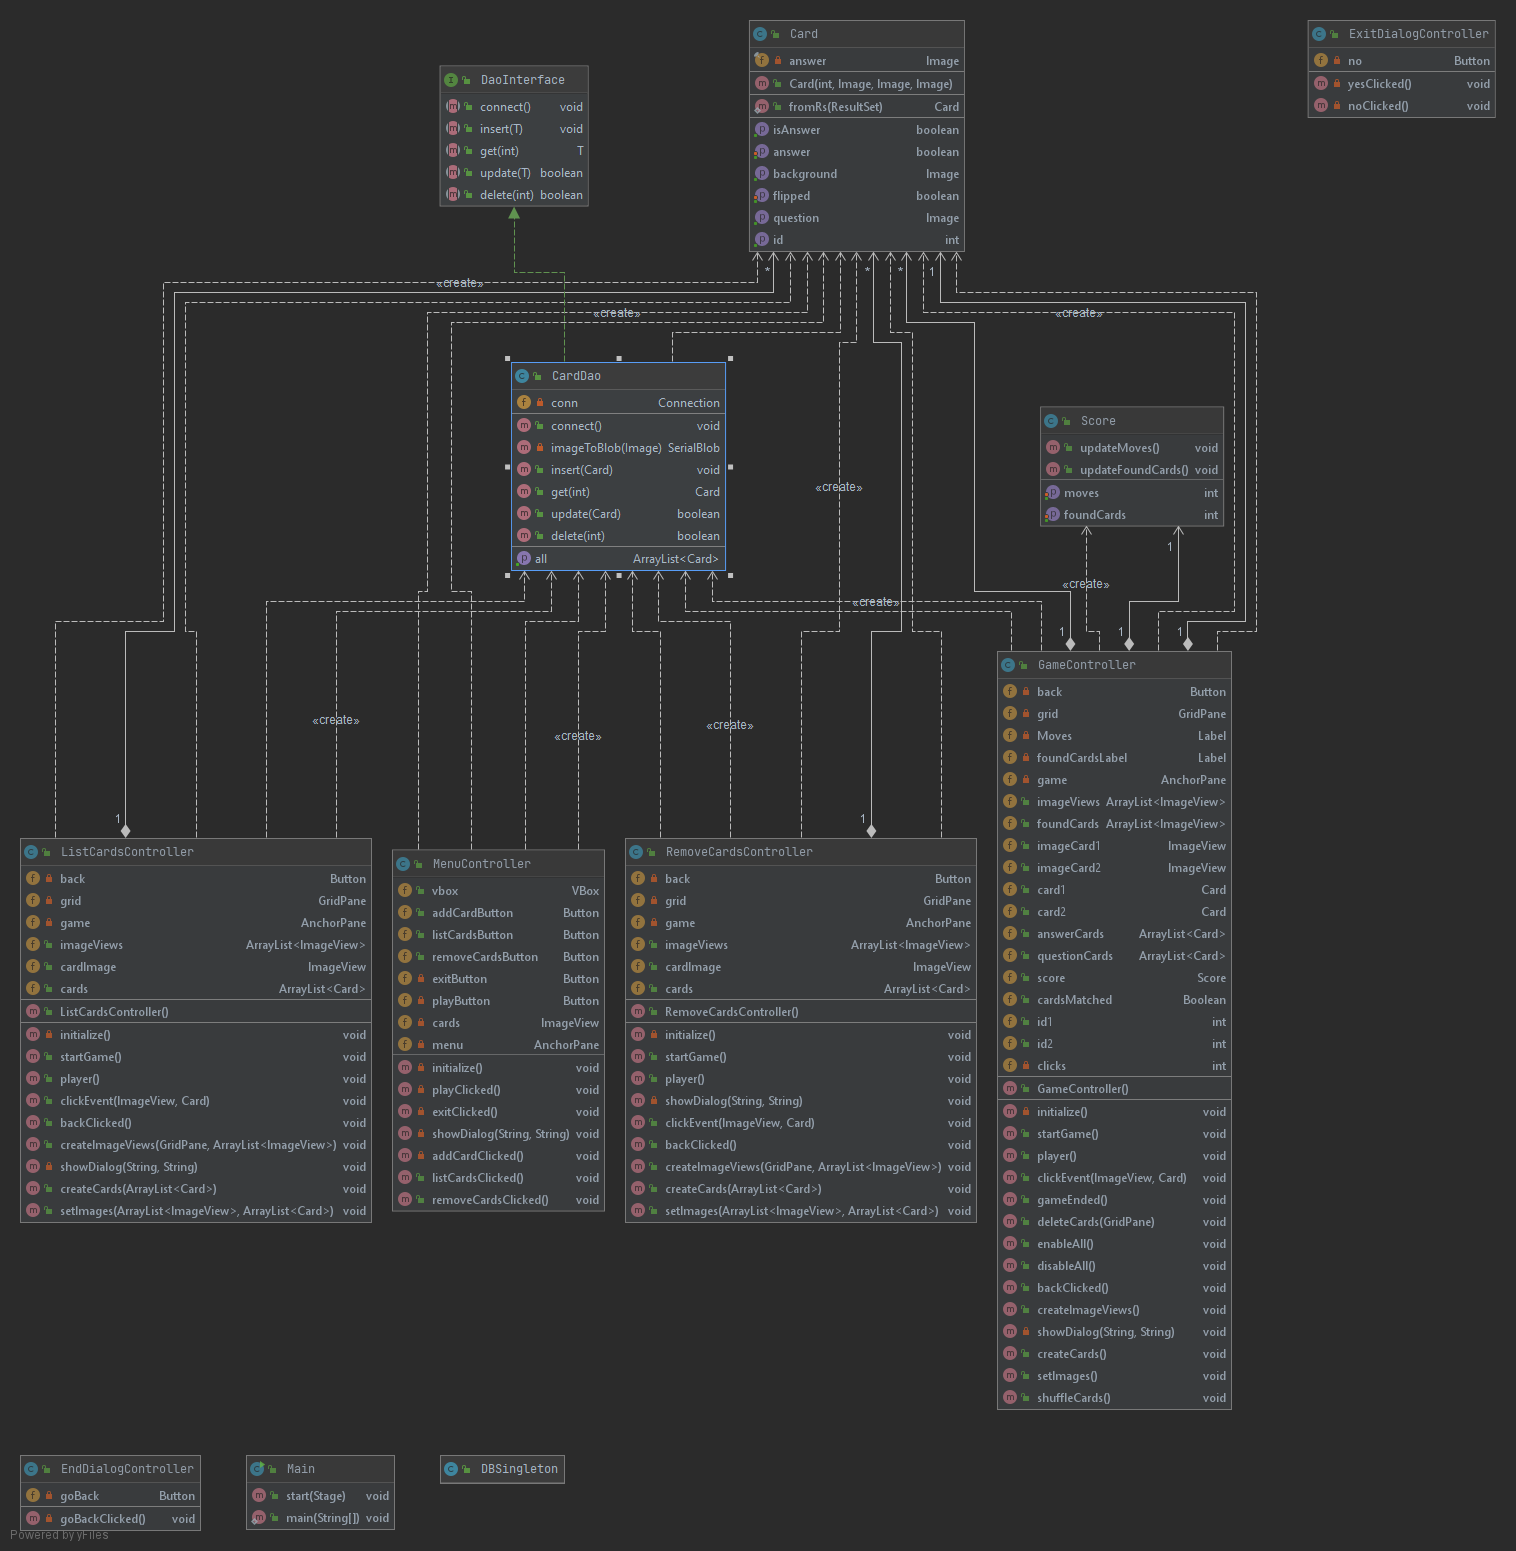 Card
answer Image
Card(int, Image, Image, Image)
fromRs(ResultSet) Card
isAnswer boolean
answer boolean
background Image
flipped boolean
question Image
id int
ExitDialogController
no Button
yesClicked() void
noClicked() void
DaoInterface
connect() void
insert(T) void
get(int) T
update(T) boolean
delete(int) boolean
* * * 1
«create»
«create»
«create»
CardDao
conn Connection
connect() void
imageToBlob(Image) SerialBlob
insert(Card) void
get(int) Card
update(Card) boolean
delete(int) boolean
all ArrayList<Card>
Score
updateMoves() void
updateFoundCards() void
moves int
foundCards int
«create»
1
«create»
«create»
1 1 1
«create»
«create»
«create»
1
1
GameController
back Button
grid GridPane
Moves Label
foundCardsLabel Label
game AnchorPane
imageViews ArrayList<ImageView>
foundCards ArrayList<ImageView>
imageCard1 ImageView
imageCard2 ImageView
card1 Card
card2 Card
answerCards ArrayList<Card>
questionCards ArrayList<Card>
score Score
cardsMatched Boolean
id1 int
id2 int
clicks int
GameController()
initialize() void
startGame() void
player() void
clickEvent(ImageView, Card) void
gameEnded() void
deleteCards(GridPane) void
enableAll() void
disableAll() void
backClicked() void
createImageViews() void
showDialog(String, String) void
createCards() void
setImages() void
shuffleCards() void
ListCardsController
back Button
grid GridPane
game AnchorPane
imageViews ArrayList<ImageView>
cardImage ImageView
cards ArrayList<Card>
ListCardsController()
initialize() void
startGame() void
player() void
clickEvent(ImageView, Card) void
backClicked() void
createImageViews(GridPane, ArrayList<ImageView>) void
showDialog(String, String) void
createCards(ArrayList<Card>) void
setImages(ArrayList<ImageView>, ArrayList<Card>) void
MenuController
vbox VBox
addCardButton Button
listCardsButton Button
removeCardsButton Button
exitButton Button
playButton Button
cards ImageView
menu AnchorPane
initialize() void
playClicked() void
exitClicked() void
showDialog(String, String) void
addCardClicked() void
listCardsClicked() void
removeCardsClicked() void
RemoveCardsController
back Button
grid GridPane
game AnchorPane
imageViews ArrayList<ImageView>
cardImage ImageView
cards ArrayList<Card>
RemoveCardsController()
initialize() void
startGame() void
player() void
showDialog(String, String) void
clickEvent(ImageView, Card) void
backClicked() void
createImageViews(GridPane, ArrayList<ImageView>) void
createCards(ArrayList<Card>) void
setImages(ArrayList<ImageView>, ArrayList<Card>) void
EndDialogController
goBack Button
goBackClicked() void
Main
start(Stage) void
main(String[]) void
DBSingleton
Powered by yFiles